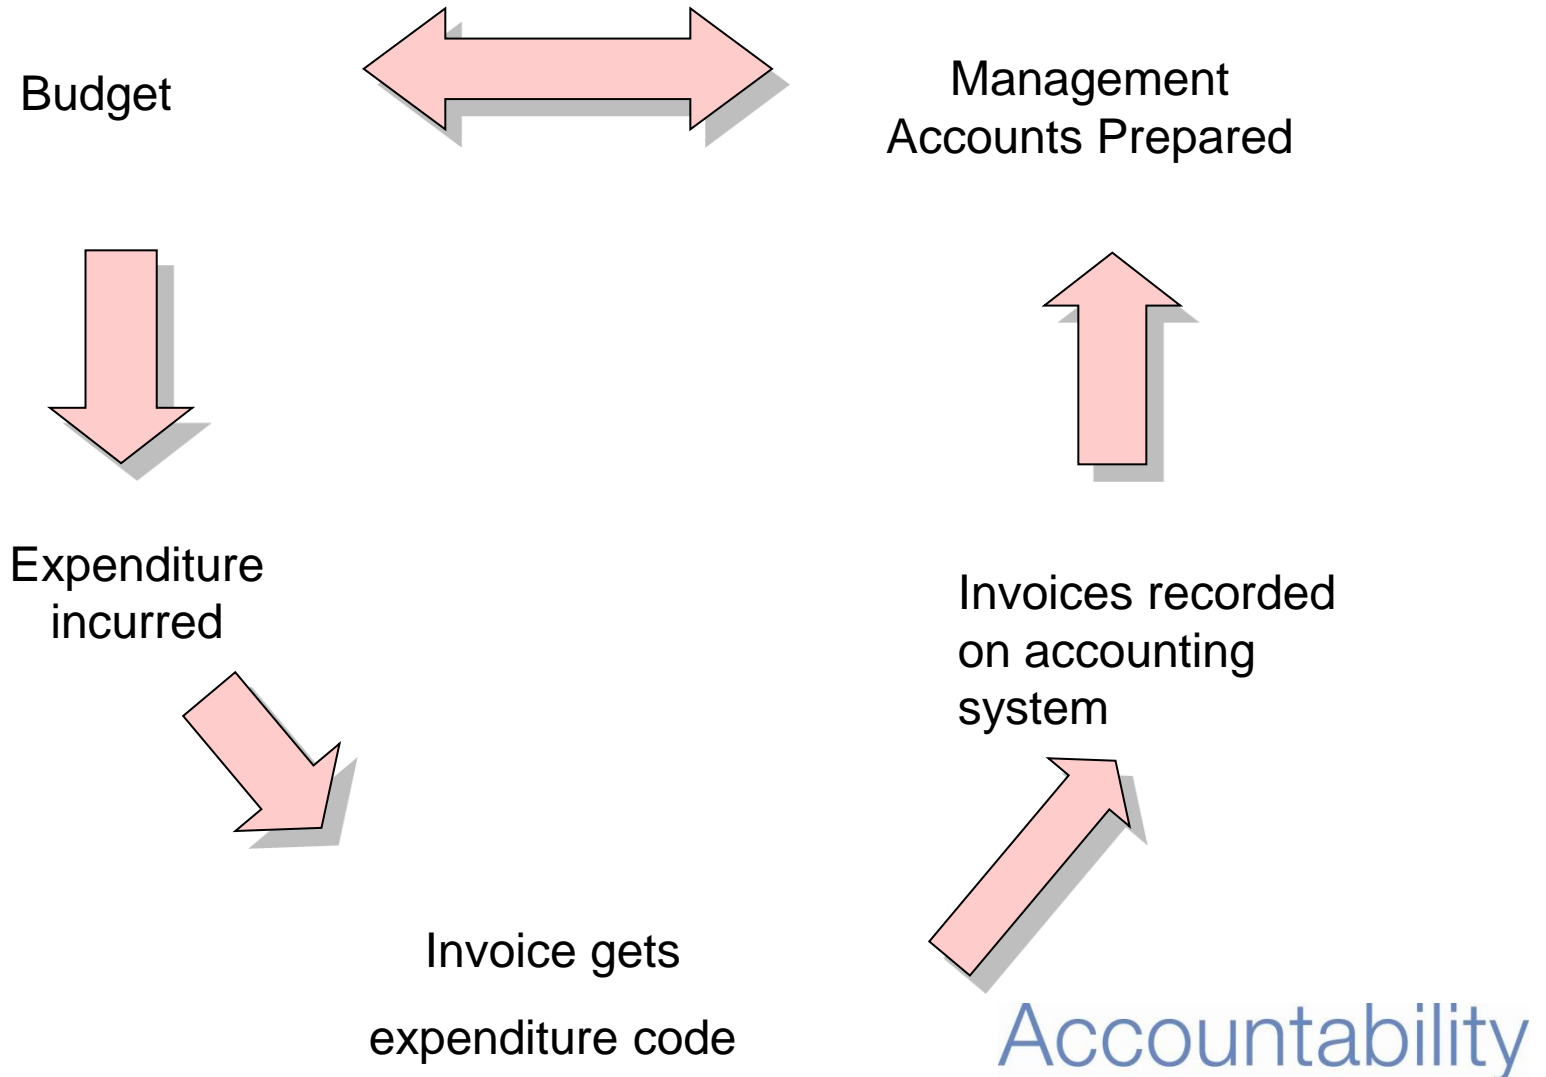 Budget
Management
Accounts Prepared
Expenditure
incurred
Invoices recorded
on accounting
system
Invoice gets
expenditure code
Accountability